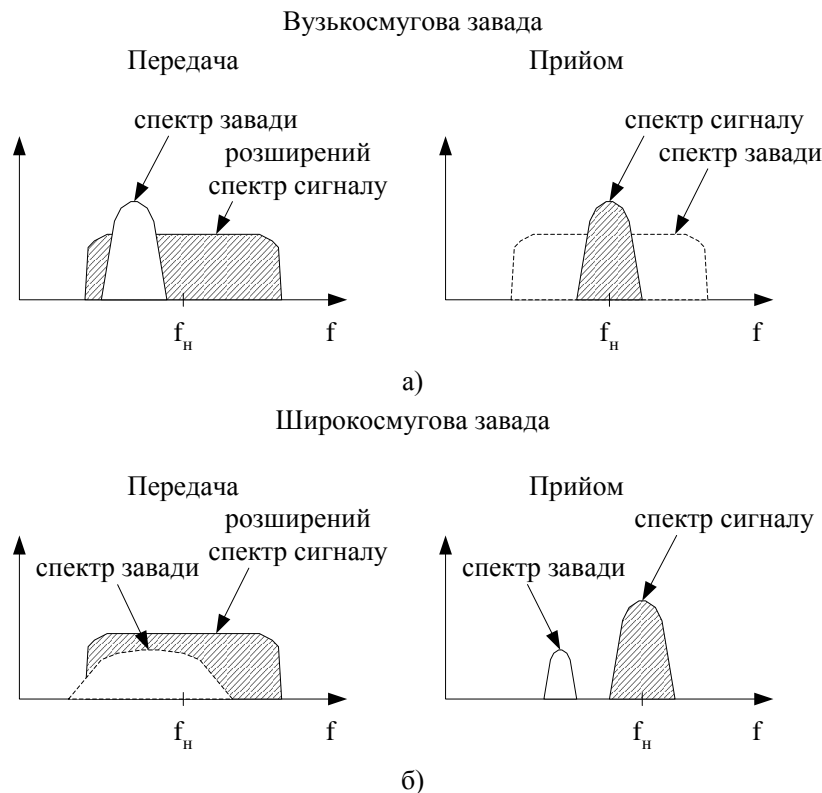 Вузькосмугова завада
Передача
Прийом
спектр завади
розширений
спектр сигналу
спектр сигналу
спектр завади
fн
f
fн
f
а)
Широкосмугова завада
Передача
Прийом
розширений
спектр сигналу
спектр завади
спектр сигналу
спектр завади
fн
f
fн
f
б)